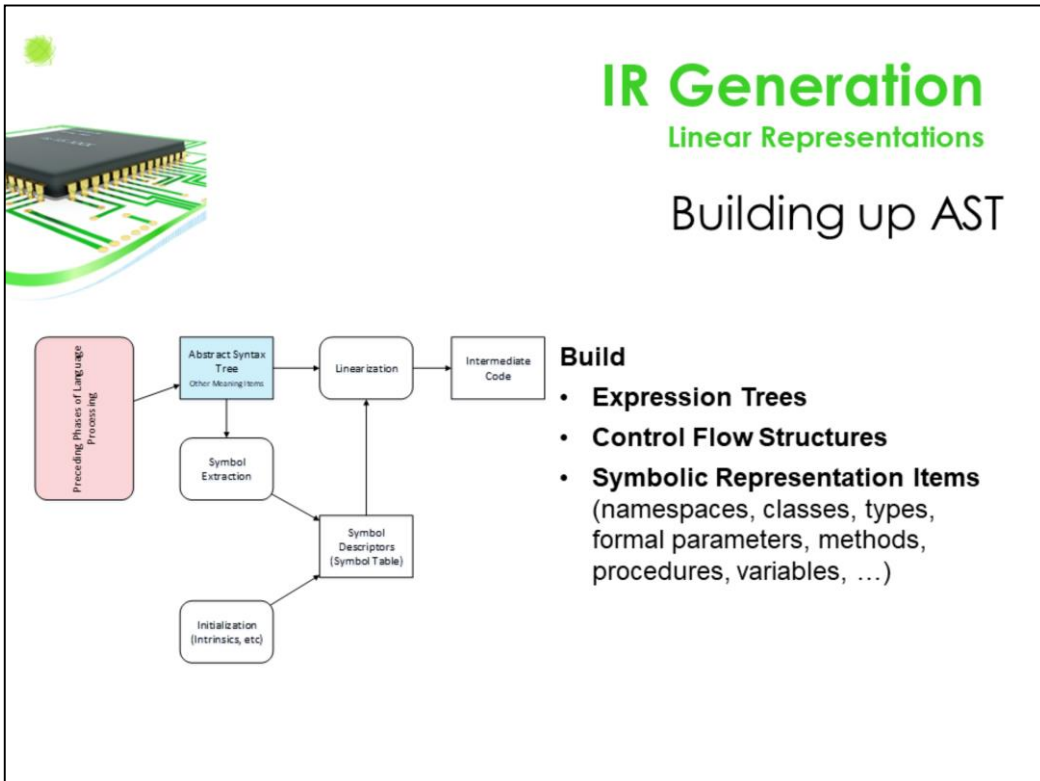 IR Generation
Linear Representations
Building up AST
Preceding Phases of Language
Processing
Abstract Syntax
Tree
Other Meaning Items
Linearization
Intermediate
Code
Symbol
Extraction
Symbol
Descriptors
(Symbol Table)
Initialization
(Intrinsics, etc)
Build
• Expression Trees
• Control Flow Structures
• Symbolic Representation Items
(namespaces, classes, types,
formal parameters, methods,
procedures, variables, …)